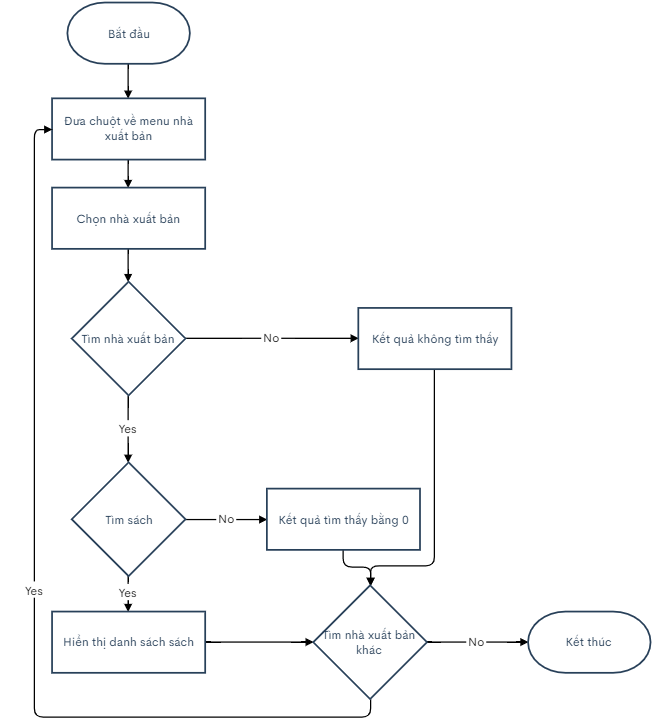 Bắt đầu
Đưa chuột về menu nhà
xuất bản
Chọn nhà xuất bản
Tìm nhà xuất bản
No
Kết quả không tìm thấy
Yes
Tìm sách
No
Kết quả tìm thấy bằng 0
Yes
Yes
Hiển thị danh sách sách
Tìm nhà xuất bản
khác
No
Kết thúc